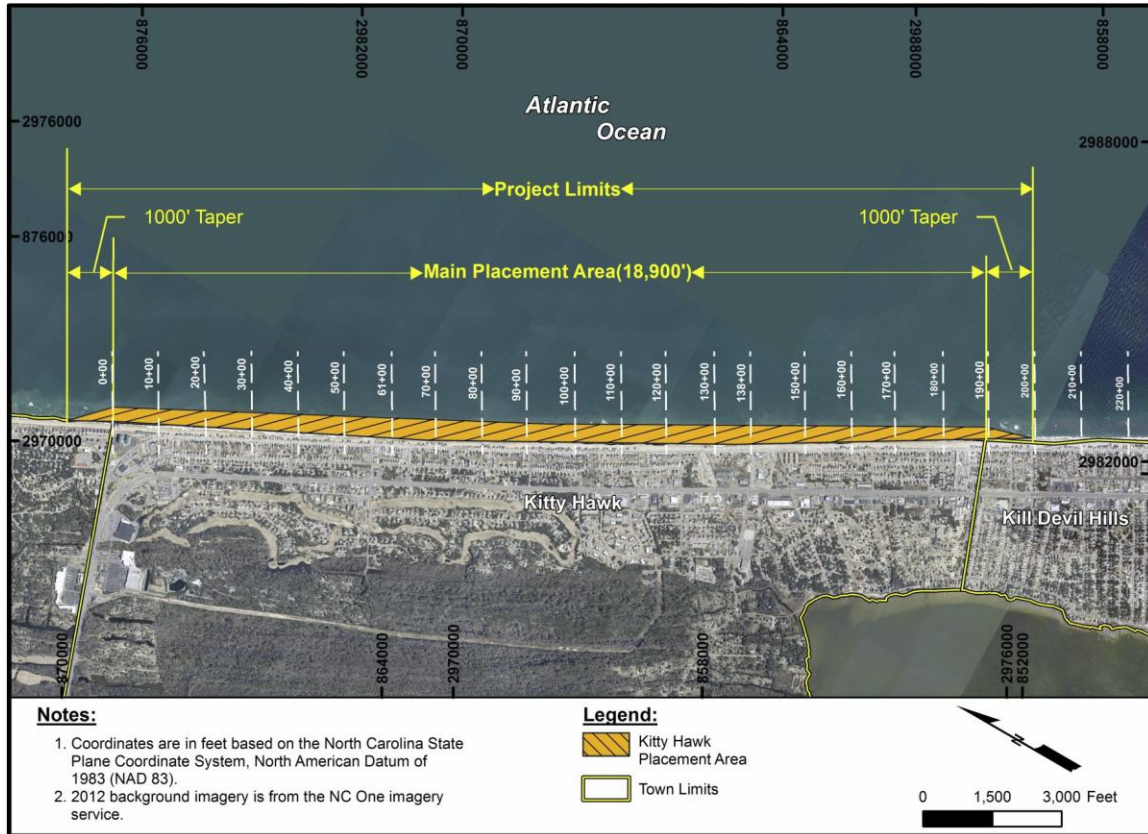 876000
2982000
870000
864000
2988000
858000
Atlantic
Ocean
2976000
2988000
Project Limits
1000' Taper
1000' Taper
876000
Main Placement Area(18,900')
0+00
10+00
20+00
30+00
40+00
50+00
61+00
70+00
80+00
90+00
100+00
110+00
120+00
130+00
138+00
150+00
160+00
170+00
180+00
190+00
200+00
210+00
220+00
2970000
2982000
Kitty Hawk
Kill Devil Hills
870000
864000
2970000
858000
2976000
852000
Notes:
1. Coordinates are in feet based on the North Carolina State
Plane Coordinate System, North American Datum of
1983 (NAD 83).
2. 2012 background imagery is from the NC One imagery
service.
Legend:
Kitty Hawk
Placement Area
Town Limits
N
0 1,500 3,000 Feet